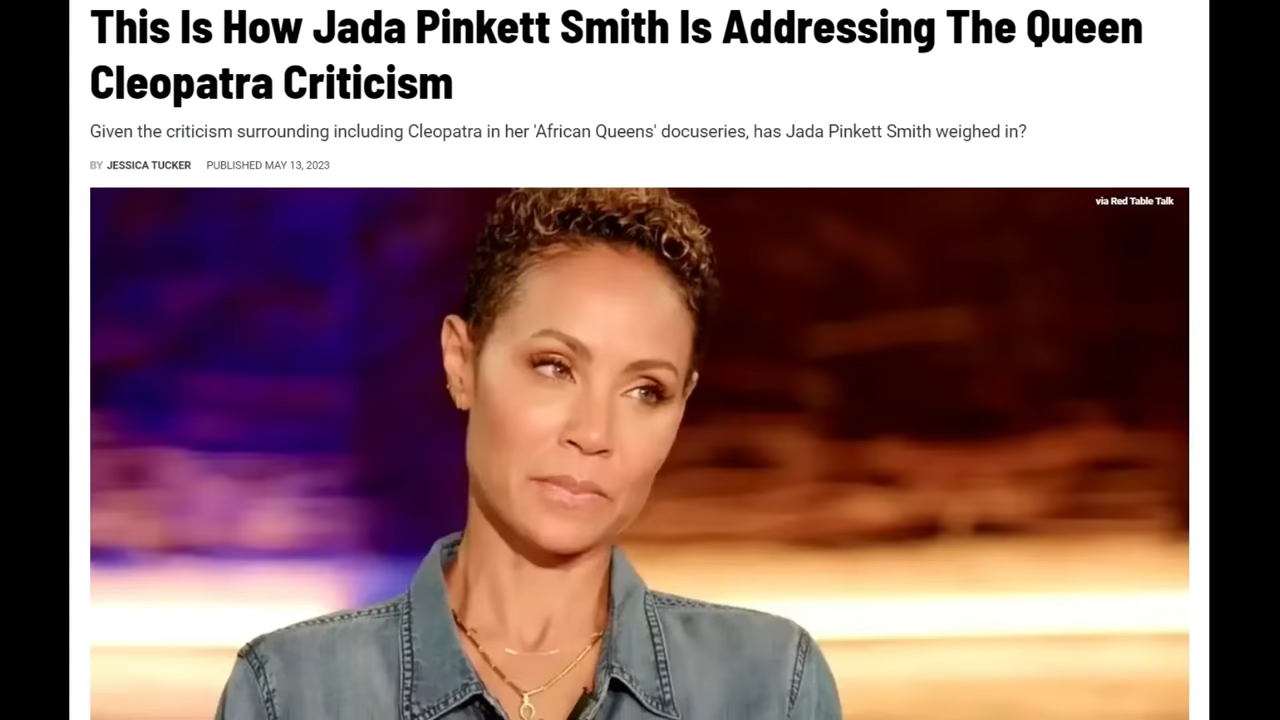 This Is How Jada Pinkett Smith Is Addressing The Queen
Cleopatra Criticism
Given the criticism surrounding including Cleopatra in her 'African Queens' docuseries, has Jada Pinkett Smith weighed in?
BY JESSICA TUCKER PUBLISHED MAY 13, 2023
via Red Table Talk